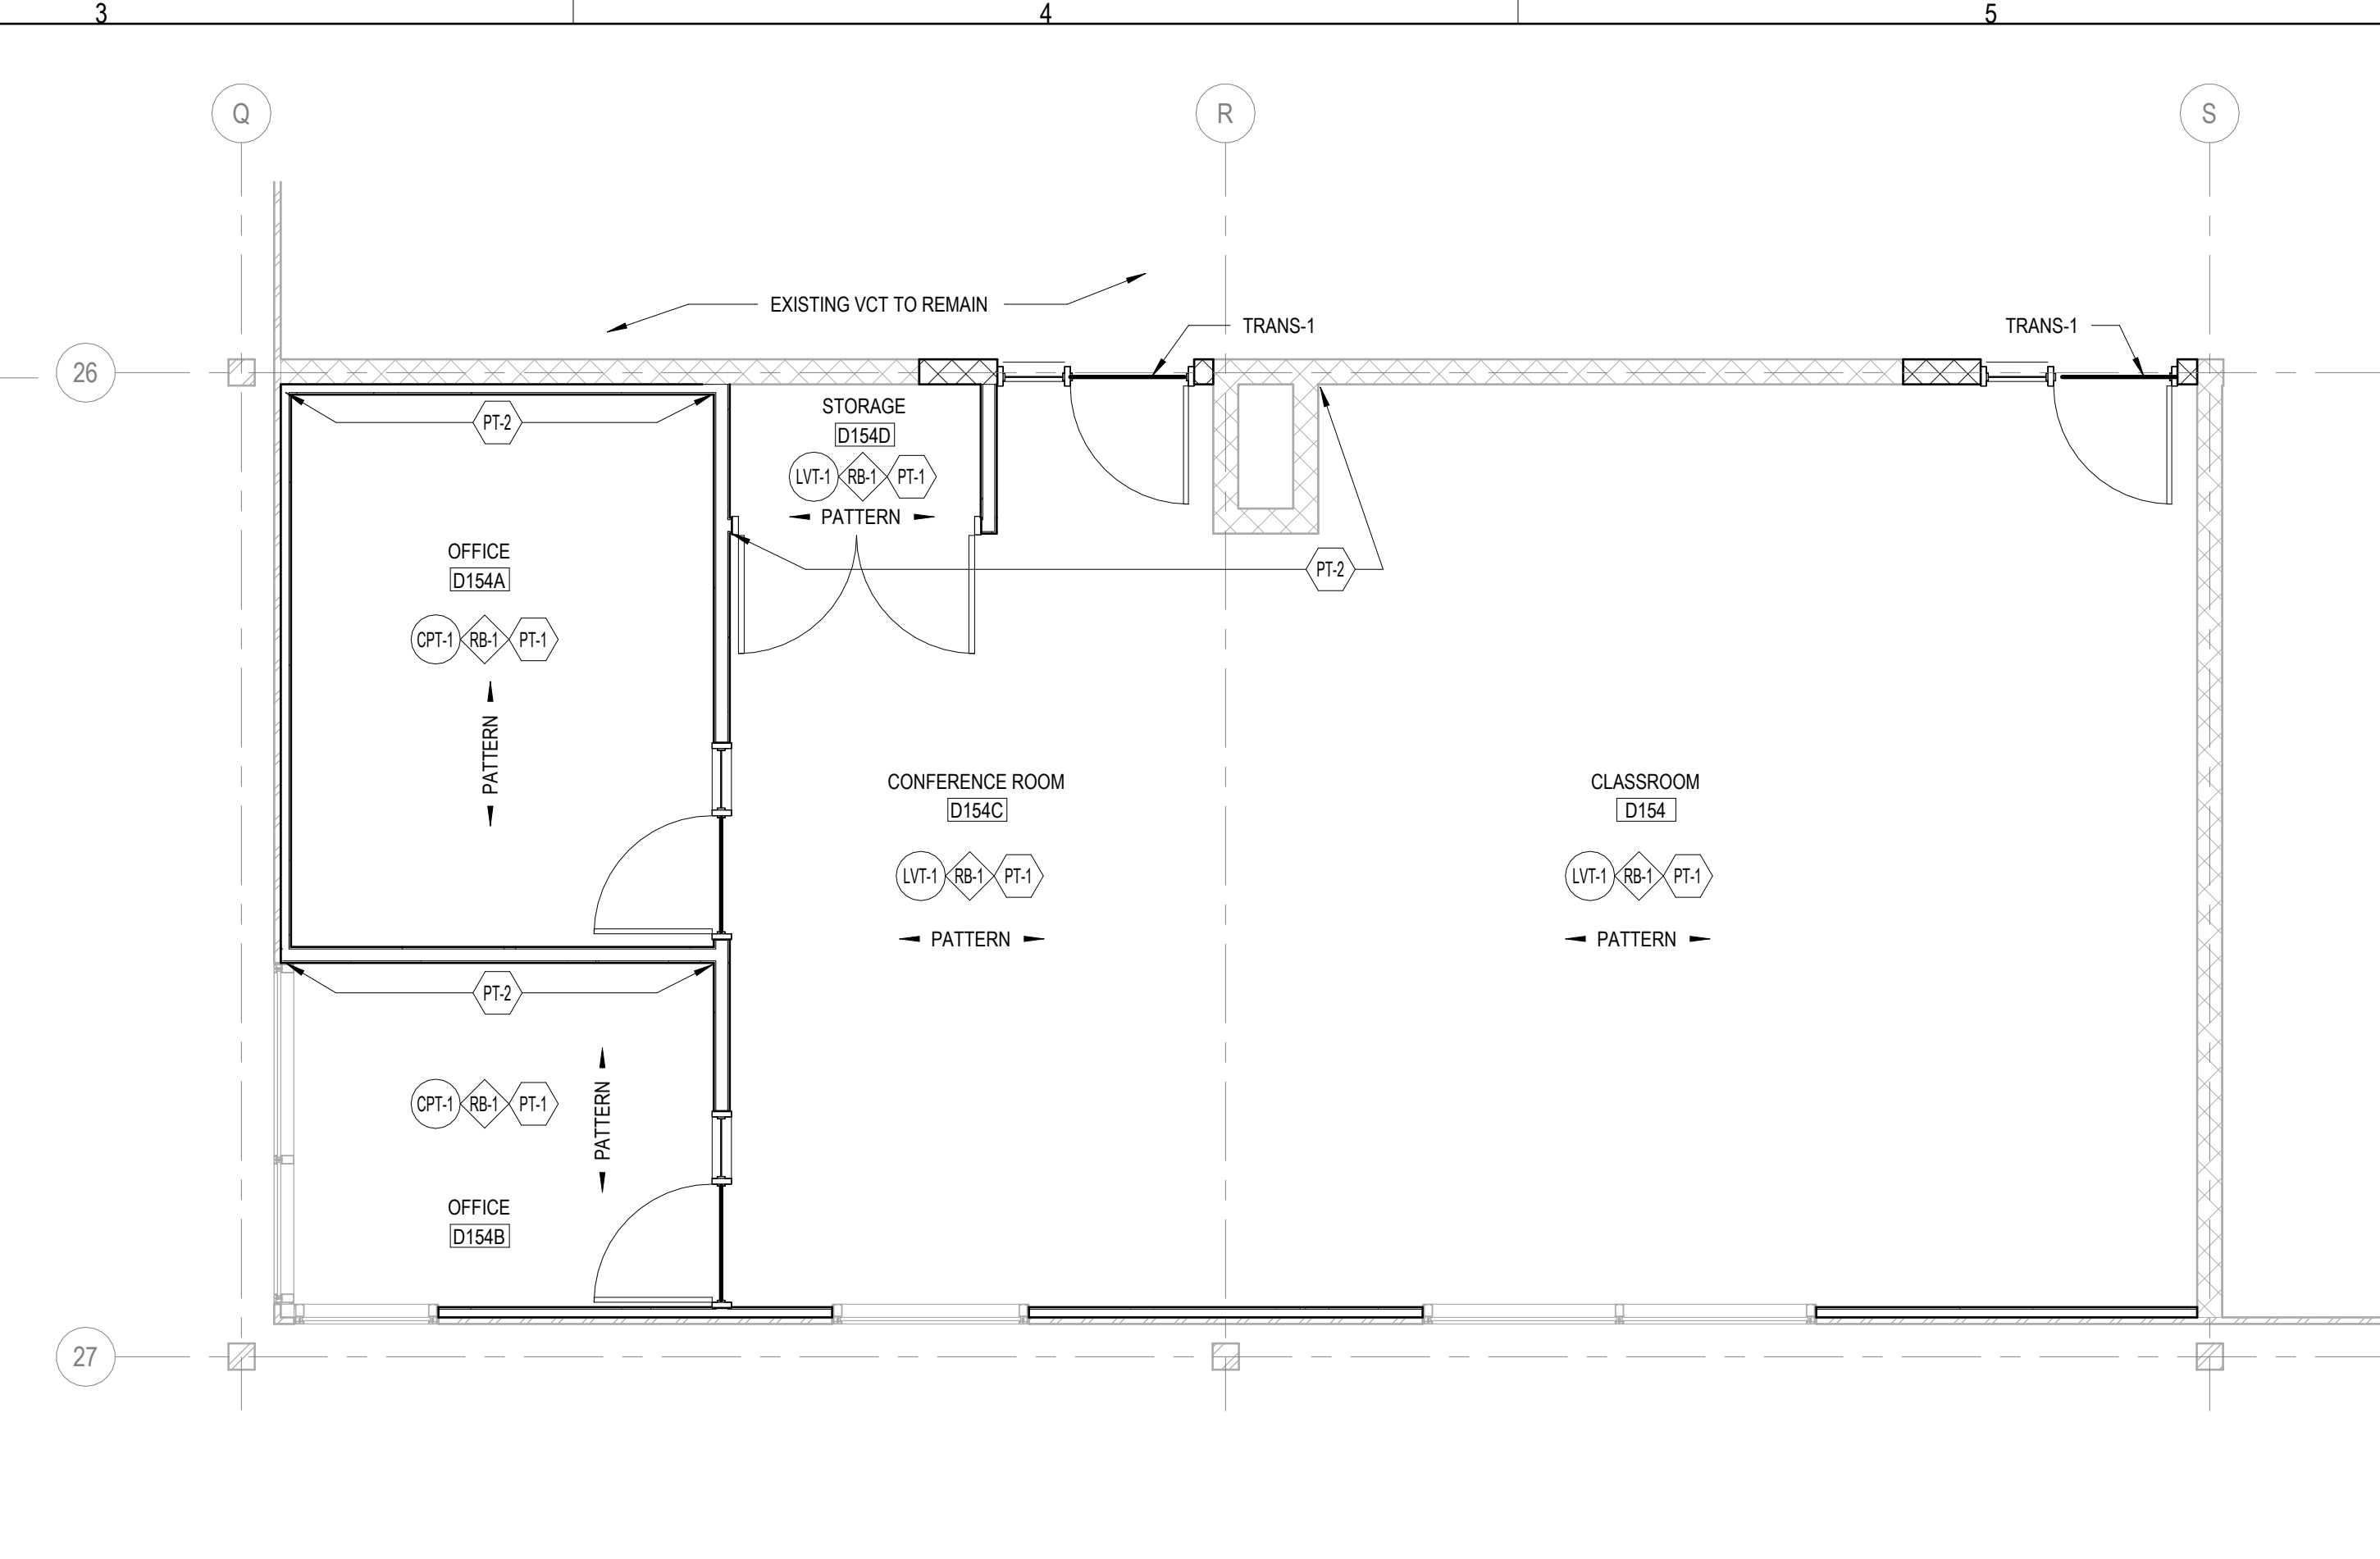 3
4
5
Q
R
S
EXISTING VCT TO REMAIN
TRANS-1
TRANS-1
26
PT-2
STORAGE
D154D
LVT-1 RB-1 PT-1
PATTERN
OFFICE
D154A
PT-2
CPT-1 RB-1 PT-1
PATTERN
CONFERENCE ROOM
D154C
LVT-1 RB-1 PT-1
PATTERN
CLASSROOM
D154
LVT-1 RB-1 PT-1
PATTERN
PT-2
CPT-1 RB-1 PT-1
PATTERN
OFFICE
D154B
27